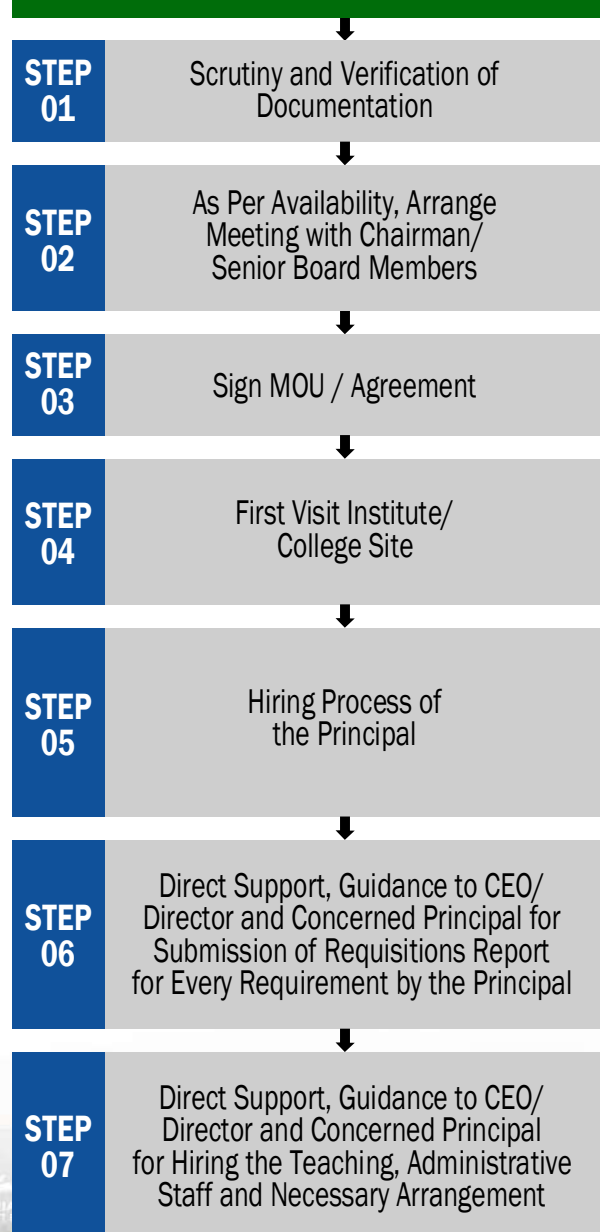 STEP
01
Scrutiny and Verification of
Documentation
STEP
02
As Per Availability, Arrange
Meeting with Chairman/
Senior Board Members
STEP
03
Sign MOU / Agreement
STEP
04
First Visit Institute/
College Site
STEP
05
Hiring Process of
the Principal
STEP
06
Direct Support, Guidance to CEO/
Director and Concerned Principal for
Submission of Requisitions Report
for Every Requirement by the Principal
STEP
07
Direct Support, Guidance to CEO/
Director and Concerned Principal
for Hiring the Teaching, Administrative
Staff and Necessary Arrangement